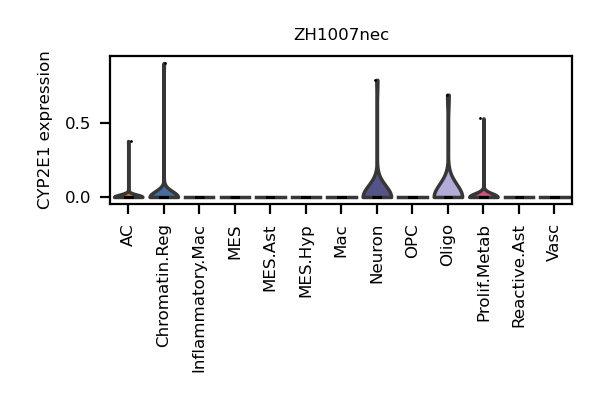 ZH1007nec
CYP2E1 expression
0.5
0.0
AC
Chromatin.Reg
Inflammatory.Mac
MES
MES.Ast
MES.Hyp
Mac
Neuron
OPC
Oligo
Prolif.Metab
Reactive.Ast
Vasc